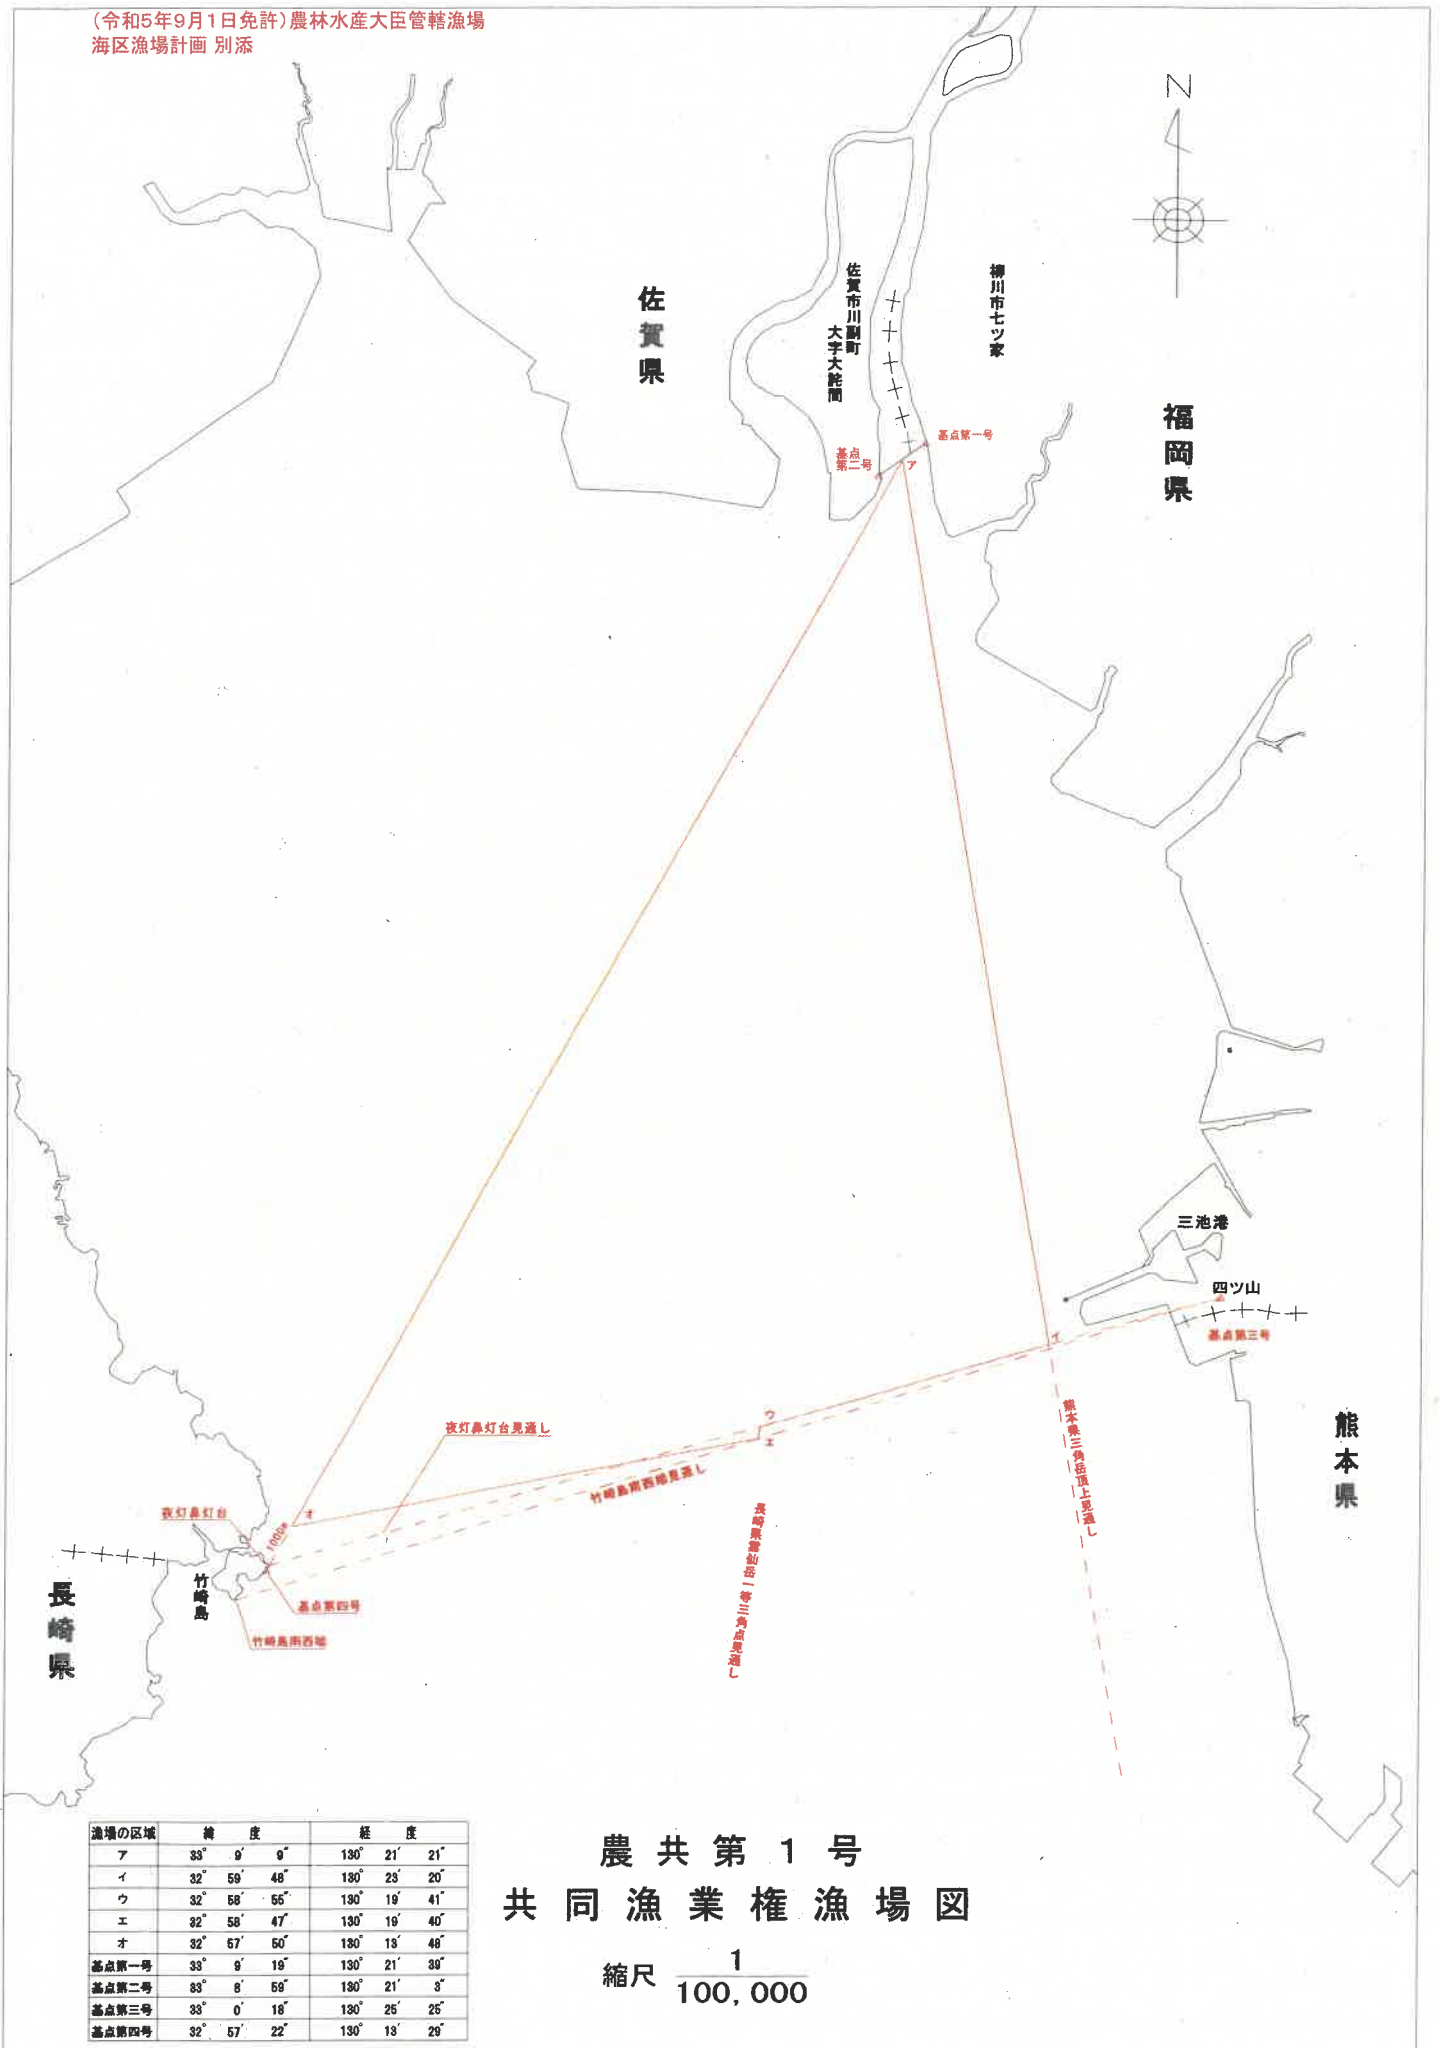 (令和5年9月1日免許)農林水産大臣管轄漁場
海区漁場計画 別添
N
佐賀県
佐賀市川副町
大字大詫間
柳川市七ツ家
福岡県
基点第一号
基点
第二号
ア
三池港
四ツ山
基点第三号
イ
熊本県三角岳頂上見通し
熊本県
ウ
エ
夜灯鼻灯台見通し
竹崎島南西端見通し
長崎県雲仙岳一等三角点見通し
オ
夜灯鼻灯台
1000m
竹崎島
基点第四号
竹崎島南西端
長崎県
漁場の区域 緯度 経度
ア 33° 9′ 9″ 130° 21′ 21″
イ 32° 59′ 48″ 130° 23′ 20″
ウ 32° 58′ 55″ 130° 19′ 41″
エ 32° 58′ 47″ 130° 19′ 40″
オ 32° 57′ 50″ 130° 13′ 48″
基点第一号 33° 9′ 19″ 130° 21′ 39″
基点第二号 33° 8′ 59″ 130° 21′ 3″
基点第三号 33° 0′ 18″ 130° 25′ 25″
基点第四号 32° 57′ 22″ 130° 13′ 29″
農共第1号
共同漁業権漁場図
縮尺 1
100,000